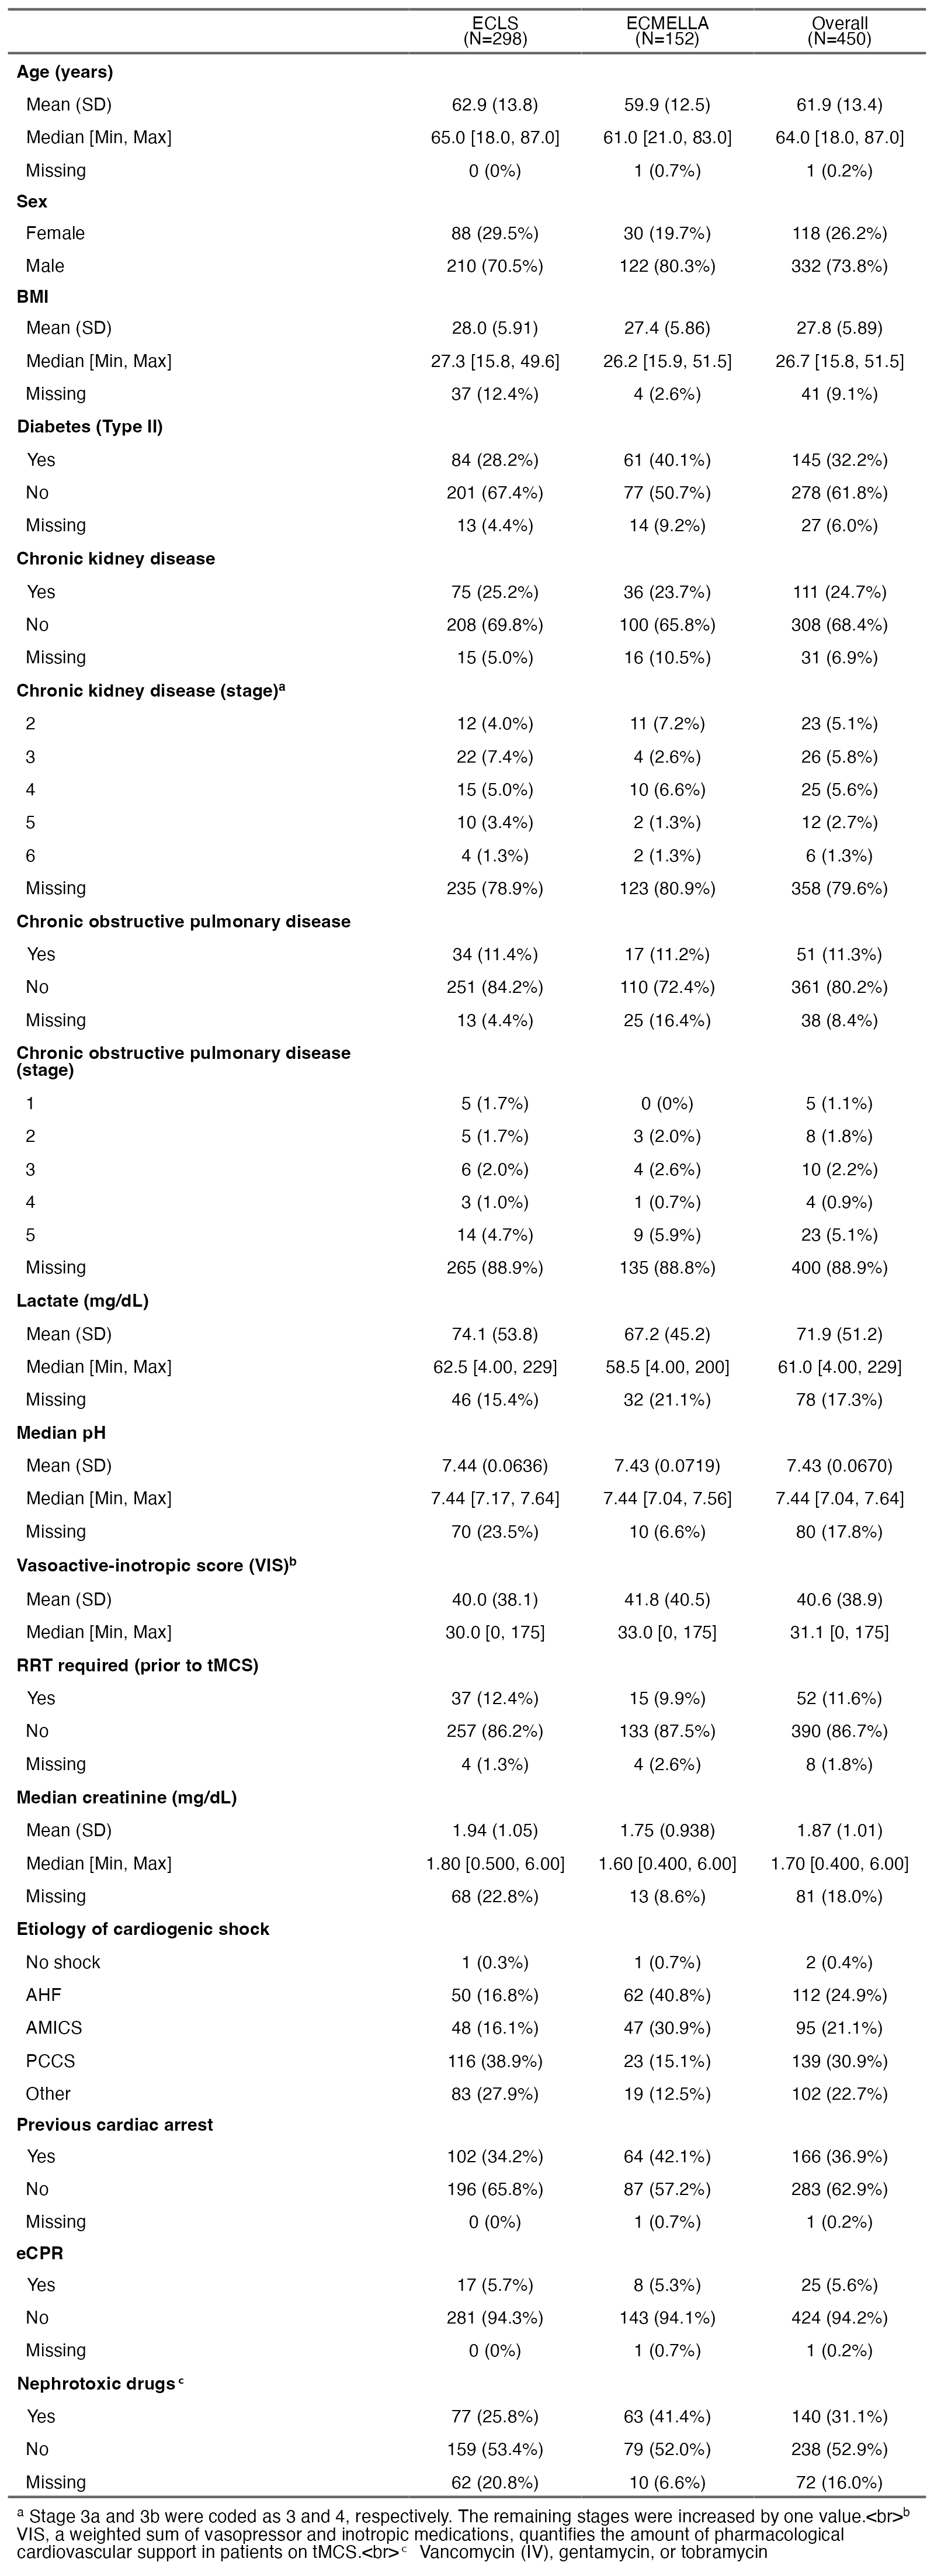 ECLS ECMELLA Overall
(N=298) (N=152) (N=450)
Age (years)
Mean (SD) 62.9 (13.8) 59.9 (12.5) 61.9 (13.4)
Median [Min, Max] 65.0 [18.0, 87.0] 61.0 [21.0, 83.0] 64.0 [18.0, 87.0]
Missing 0 (0%) 1 (0.7%) 1 (0.2%)
Sex
Female 88 (29.5%) 30 (19.7%) 118 (26.2%)
Male 210 (70.5%) 122 (80.3%) 332 (73.8%)
BMI
Mean (SD) 28.0 (5.91) 27.4 (5.86) 27.8 (5.89)
Median [Min, Max] 27.3 [15.8, 49.6] 26.2 [15.9, 51.5] 26.7 [15.8, 51.5]
Missing 37 (12.4%) 4 (2.6%) 41 (9.1%)
Diabetes (Type II)
Yes 84 (28.2%) 61 (40.1%) 145 (32.2%)
No 201 (67.4%) 77 (50.7%) 278 (61.8%)
Missing 13 (4.4%) 14 (9.2%) 27 (6.0%)
Chronic kidney disease
Yes 75 (25.2%) 36 (23.7%) 111 (24.7%)
No 208 (69.8%) 100 (65.8%) 308 (68.4%)
Missing 15 (5.0%) 16 (10.5%) 31 (6.9%)
Chronic kidney disease (stage)a
2 12 (4.0%) 11 (7.2%) 23 (5.1%)
3 22 (7.4%) 4 (2.6%) 26 (5.8%)
4 15 (5.0%) 10 (6.6%) 25 (5.6%)
5 10 (3.4%) 2 (1.3%) 12 (2.7%)
6 4 (1.3%) 2 (1.3%) 6 (1.3%)
Missing 235 (78.9%) 123 (80.9%) 358 (79.6%)
Chronic obstructive pulmonary disease
Yes 34 (11.4%) 17 (11.2%) 51 (11.3%)
No 251 (84.2%) 110 (72.4%) 361 (80.2%)
Missing 13 (4.4%) 25 (16.4%) 38 (8.4%)
Chronic obstructive pulmonary disease
(stage)
1 5 (1.7%) 0 (0%) 5 (1.1%)
2 5 (1.7%) 3 (2.0%) 8 (1.8%)
3 6 (2.0%) 4 (2.6%) 10 (2.2%)
4 3 (1.0%) 1 (0.7%) 4 (0.9%)
5 14 (4.7%) 9 (5.9%) 23 (5.1%)
Missing 265 (88.9%) 135 (88.8%) 400 (88.9%)
Lactate (mg/dL)
Mean (SD) 74.1 (53.8) 67.2 (45.2) 71.9 (51.2)
Median [Min, Max] 62.5 [4.00, 229] 58.5 [4.00, 200] 61.0 [4.00, 229]
Missing 46 (15.4%) 32 (21.1%) 78 (17.3%)
Median pH
Mean (SD) 7.44 (0.0636) 7.43 (0.0719) 7.43 (0.0670)
Median [Min, Max] 7.44 [7.17, 7.64] 7.44 [7.04, 7.56] 7.44 [7.04, 7.64]
Missing 70 (23.5%) 10 (6.6%) 80 (17.8%)
Vasoactive-inotropic score (VIS)b
Mean (SD) 40.0 (38.1) 41.8 (40.5) 40.6 (38.9)
Median [Min, Max] 30.0 [0, 175] 33.0 [0, 175] 31.1 [0, 175]
RRT required (prior to tMCS)
Yes 37 (12.4%) 15 (9.9%) 52 (11.6%)
No 257 (86.2%) 133 (87.5%) 390 (86.7%)
Missing 4 (1.3%) 4 (2.6%) 8 (1.8%)
Median creatinine (mg/dL)
Mean (SD) 1.94 (1.05) 1.75 (0.938) 1.87 (1.01)
Median [Min, Max] 1.80 [0.500, 6.00] 1.60 [0.400, 6.00] 1.70 [0.400, 6.00]
Missing 68 (22.8%) 13 (8.6%) 81 (18.0%)
Etiology of cardiogenic shock
No shock 1 (0.3%) 1 (0.7%) 2 (0.4%)
AHF 50 (16.8%) 62 (40.8%) 112 (24.9%)
AMICS 48 (16.1%) 47 (30.9%) 95 (21.1%)
PCCS 116 (38.9%) 23 (15.1%) 139 (30.9%)
Other 83 (27.9%) 19 (12.5%) 102 (22.7%)
Previous cardiac arrest
Yes 102 (34.2%) 64 (42.1%) 166 (36.9%)
No 196 (65.8%) 87 (57.2%) 283 (62.9%)
Missing 0 (0%) 1 (0.7%) 1 (0.2%)
eCPR
Yes 17 (5.7%) 8 (5.3%) 25 (5.6%)
No 281 (94.3%) 143 (94.1%) 424 (94.2%)
Missing 0 (0%) 1 (0.7%) 1 (0.2%)
Nephrotoxic drugs c
Yes 77 (25.8%) 63 (41.4%) 140 (31.1%)
No 159 (53.4%) 79 (52.0%) 238 (52.9%)
Missing 62 (20.8%) 10 (6.6%) 72 (16.0%)
a Stage 3a and 3b were coded as 3 and 4, respectively. The remaining stages were increased by one value.<br>b
VIS, a weighted sum of vasopressor and inotropic medications, quantifies the amount of pharmacological
cardiovascular support in patients on tMCS.<br>c Vancomycin (IV), gentamycin, or tobramycin